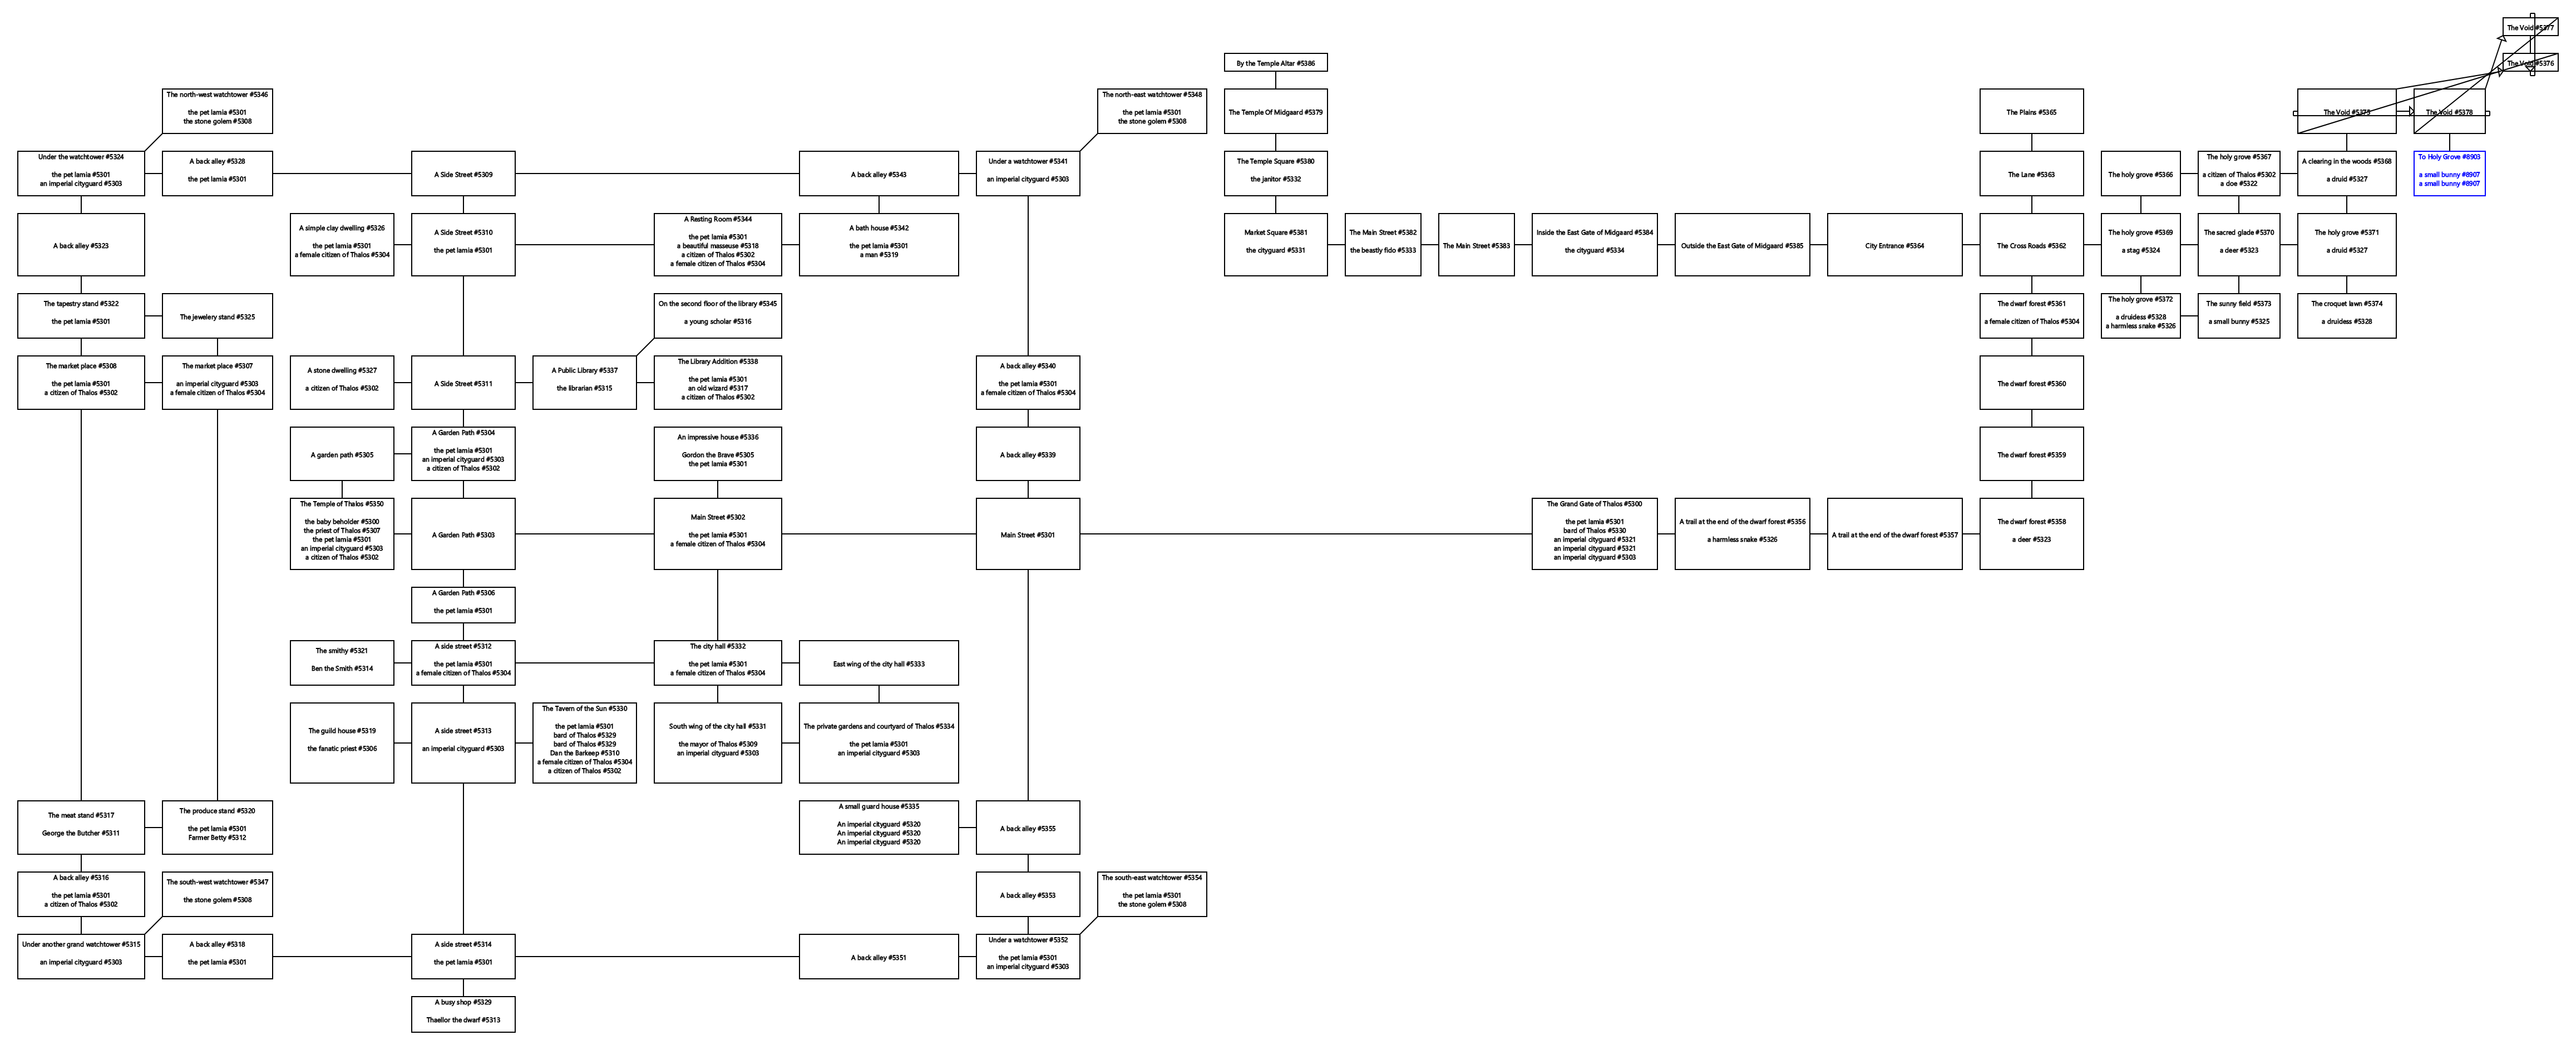 The Void #5377
By the Temple Altar #5386
The Void #5376
The north-west watchtower #5346
the pet lamia #5301
the stone golem #5308
The north-east watchtower #5348
the pet lamia #5301
the stone golem #5308
The Temple Of Midgaard #5379
The Plains #5365
The Void #5375
The Void #5378
Under the watchtower #5324
the pet lamia #5301
an imperial cityguard #5303
A back alley #5328
the pet lamia #5301
A Side Street #5309
A back alley #5343
Under a watchtower #5341
an imperial cityguard #5303
The Temple Square #5380
the janitor #5332
The Lane #5363
The holy grove #5366
The holy grove #5367
a citizen of Thalos #5302
a doe #5322
A clearing in the woods #5368
a druid #5327
To Holy Grove #8903
a small bunny #8907
a small bunny #8907
A back alley #5323
A simple clay dwelling #5326
the pet lamia #5301
a female citizen of Thalos #5304
A Side Street #5310
the pet lamia #5301
A Resting Room #5344
the pet lamia #5301
a beautiful masseuse #5318
a citizen of Thalos #5302
a female citizen of Thalos #5304
A bath house #5342
the pet lamia #5301
a man #5319
Market Square #5381
the cityguard #5331
The Main Street #5382
the beastly fido #5333
The Main Street #5383
Inside the East Gate of Midgaard #5384
the cityguard #5334
Outside the East Gate of Midgaard #5385
City Entrance #5364
The Cross Roads #5362
The holy grove #5369
a stag #5324
The sacred glade #5370
a deer #5323
The holy grove #5371
a druid #5327
The tapestry stand #5322
the pet lamia #5301
The jewelery stand #5325
On the second floor of the library #5345
a young scholar #5316
The dwarf forest #5361
a female citizen of Thalos #5304
The holy grove #5372
a druidess #5328
a harmless snake #5326
The sunny field #5373
a small bunny #5325
The croquet lawn #5374
a druidess #5328
The market place #5308
the pet lamia #5301
a citizen of Thalos #5302
The market place #5307
an imperial cityguard #5303
a female citizen of Thalos #5304
A stone dwelling #5327
a citizen of Thalos #5302
A Side Street #5311
A Public Library #5337
the librarian #5315
The Library Addition #5338
the pet lamia #5301
an old wizard #5317
a citizen of Thalos #5302
A back alley #5340
the pet lamia #5301
a female citizen of Thalos #5304
The dwarf forest #5360
A garden path #5305
A Garden Path #5304
the pet lamia #5301
an imperial cityguard #5303
a citizen of Thalos #5302
An impressive house #5336
Gordon the Brave #5305
the pet lamia #5301
A back alley #5339
The dwarf forest #5359
The Temple of Thalos #5350
the baby beholder #5300
the priest of Thalos #5307
the pet lamia #5301
an imperial cityguard #5303
a citizen of Thalos #5302
A Garden Path #5303
Main Street #5302
the pet lamia #5301
a female citizen of Thalos #5304
Main Street #5301
The Grand Gate of Thalos #5300
the pet lamia #5301
bard of Thalos #5330
an imperial cityguard #5321
an imperial cityguard #5321
an imperial cityguard #5303
A trail at the end of the dwarf forest #5356
a harmless snake #5326
A trail at the end of the dwarf forest #5357
The dwarf forest #5358
a deer #5323
A Garden Path #5306
the pet lamia #5301
The smithy #5321
Ben the Smith #5314
A side street #5312
the pet lamia #5301
a female citizen of Thalos #5304
The city hall #5332
the pet lamia #5301
a female citizen of Thalos #5304
East wing of the city hall #5333
The guild house #5319
the fanatic priest #5306
A side street #5313
an imperial cityguard #5303
The Tavern of the Sun #5330
the pet lamia #5301
bard of Thalos #5329
bard of Thalos #5329
Dan the Barkeep #5310
a female citizen of Thalos #5304
a citizen of Thalos #5302
South wing of the city hall #5331
the mayor of Thalos #5309
an imperial cityguard #5303
The private gardens and courtyard of Thalos #5334
the pet lamia #5301
an imperial cityguard #5303
The meat stand #5317
George the Butcher #5311
The produce stand #5320
the pet lamia #5301
Farmer Betty #5312
A small guard house #5335
An imperial cityguard #5320
An imperial cityguard #5320
An imperial cityguard #5320
A back alley #5355
A back alley #5316
the pet lamia #5301
a citizen of Thalos #5302
The south-west watchtower #5347
the stone golem #5308
A back alley #5353
The south-east watchtower #5354
the pet lamia #5301
the stone golem #5308
Under another grand watchtower #5315
an imperial cityguard #5303
A back alley #5318
the pet lamia #5301
A side street #5314
the pet lamia #5301
A back alley #5351
Under a watchtower #5352
the pet lamia #5301
an imperial cityguard #5303
A busy shop #5329
Thaellor the dwarf #5313